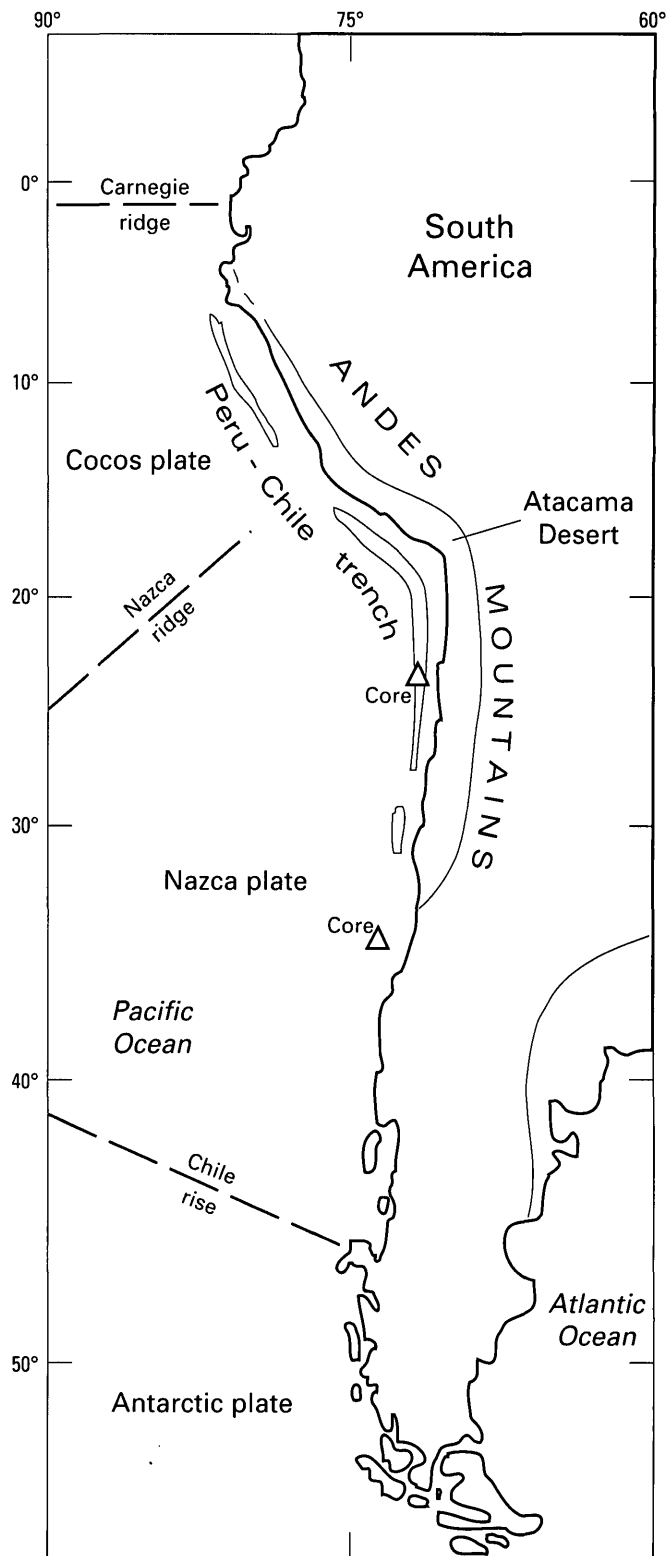 90°
75°
60°
0°
Carnegie
ridge
South
America
10°
ANDES
Peru - Chile
trench
Cocos plate
Atacama
Desert
Nazca
ridge
20°
MOUNTAINS
Core
30°
Nazca plate
Core
Pacific
Ocean
40°
Chile
rise
Atlantic
Ocean
50°
Antarctic plate